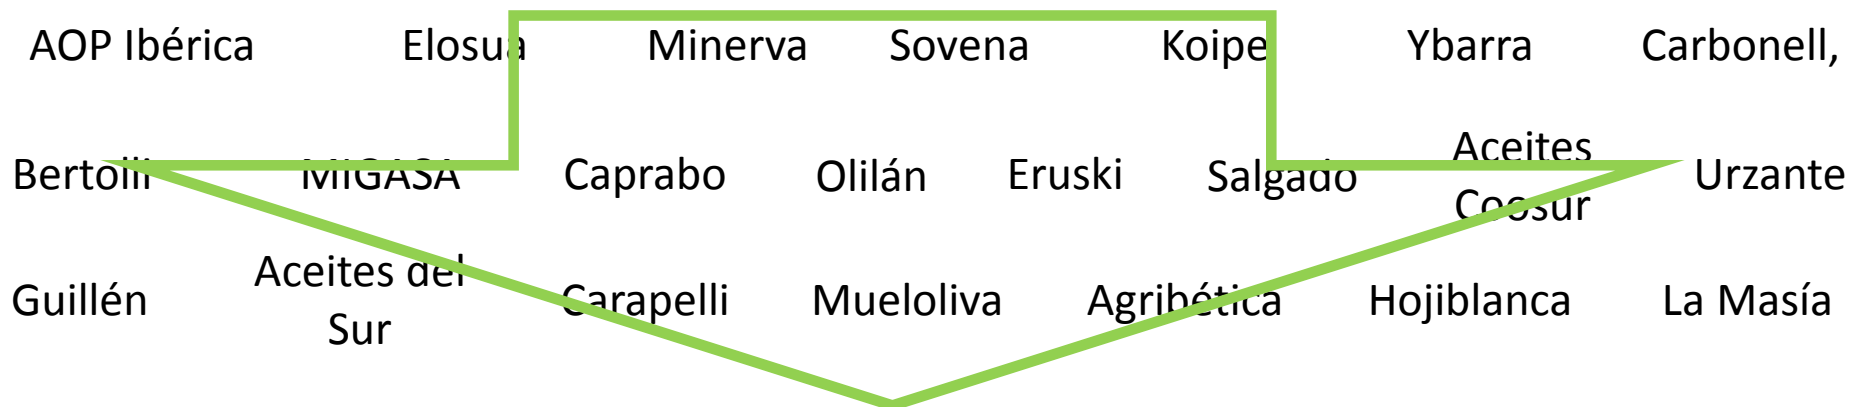 AOP Ibérica Elosua Minerva Sovena Koipe Ybarra Carbonell,
Bertolli MIGASA Caprabo Olilán Eruski Salgado Aceites Coosur Urzante
Guillén Aceites del Sur Carapelli Mueloliva Agribética Hojiblanca La Masía